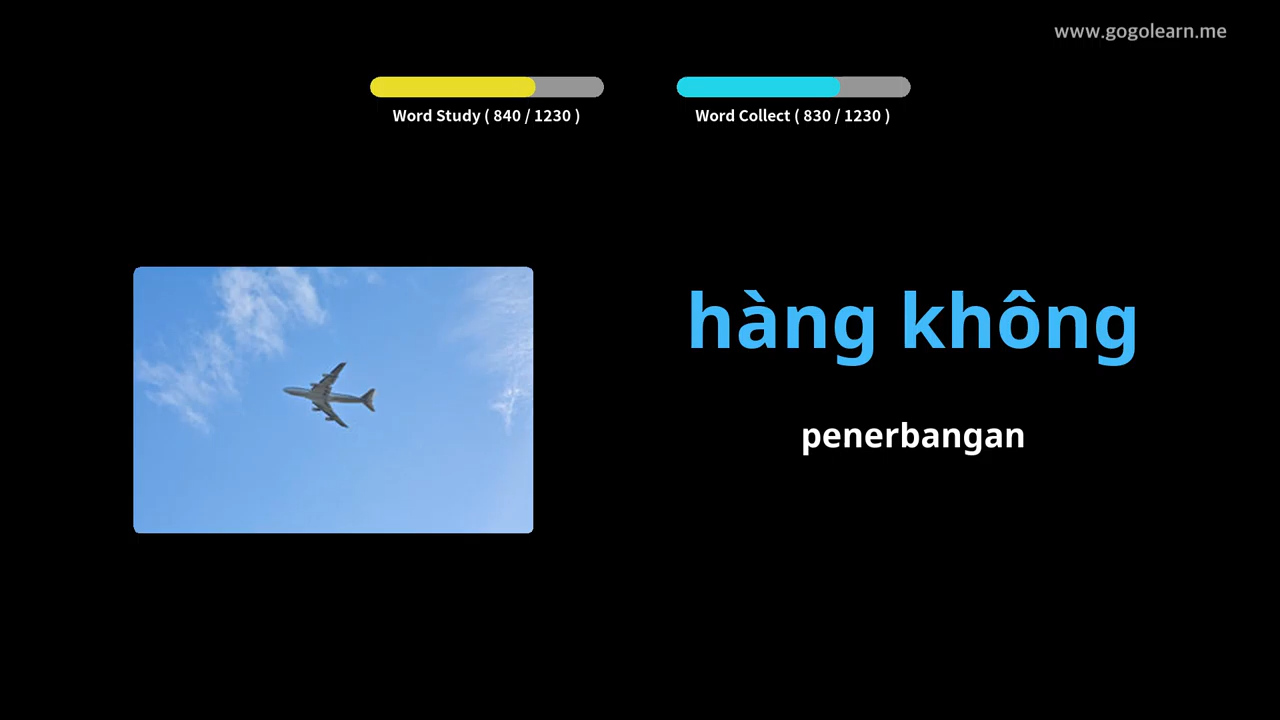 www.gogolearn.me
Word Study ( 840 / 1230 )
Word Collect ( 830 / 1230 )
hàng không
penerbangan